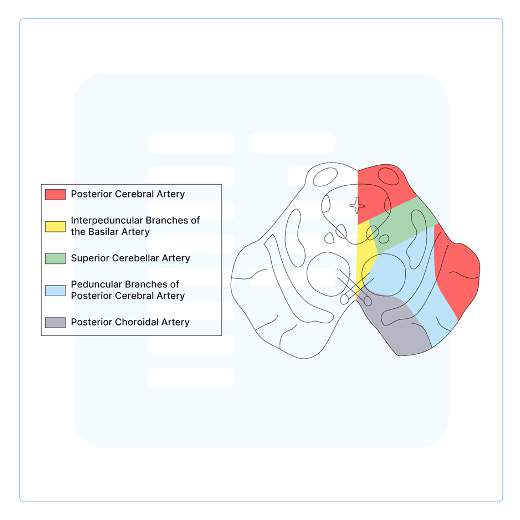 Posterior Cerebral Artery
Interpeduncular Branches of
the Basilar Artery
Superior Cerebellar Artery
Peduncular Branches of
Posterior Cerebral Artery
Posterior Choroidal Artery